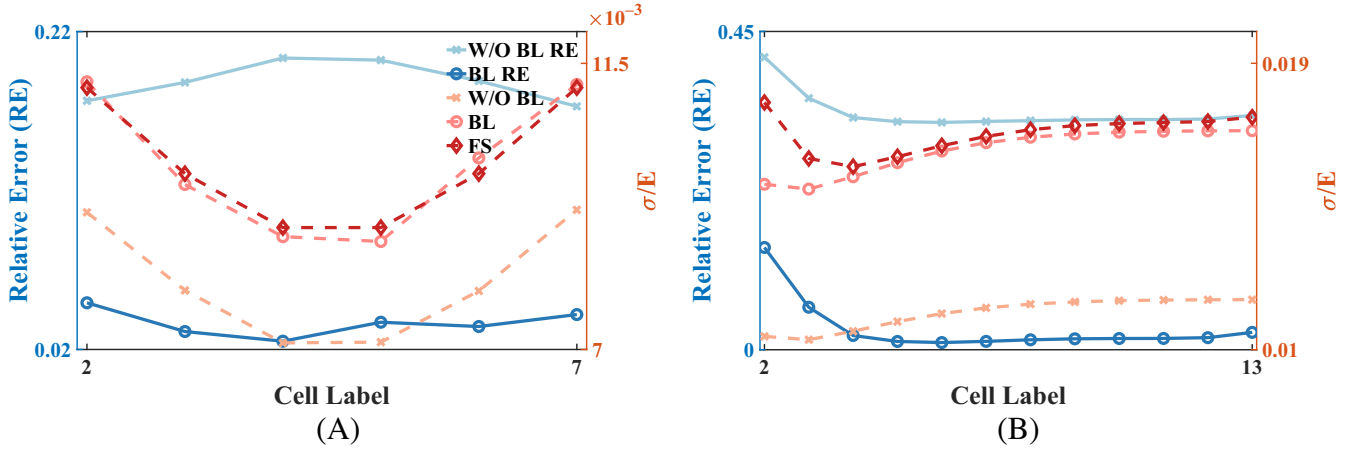 ×10⁻³
0.22
11.5
W/O BL RE
BL RE
W/O BL
BL
FS
Relative Error (RE)
σ/E
0.02
7
2
7
Cell Label
(A)
0.45
0.019
Relative Error (RE)
σ/E
0
0.01
2
13
Cell Label
(B)